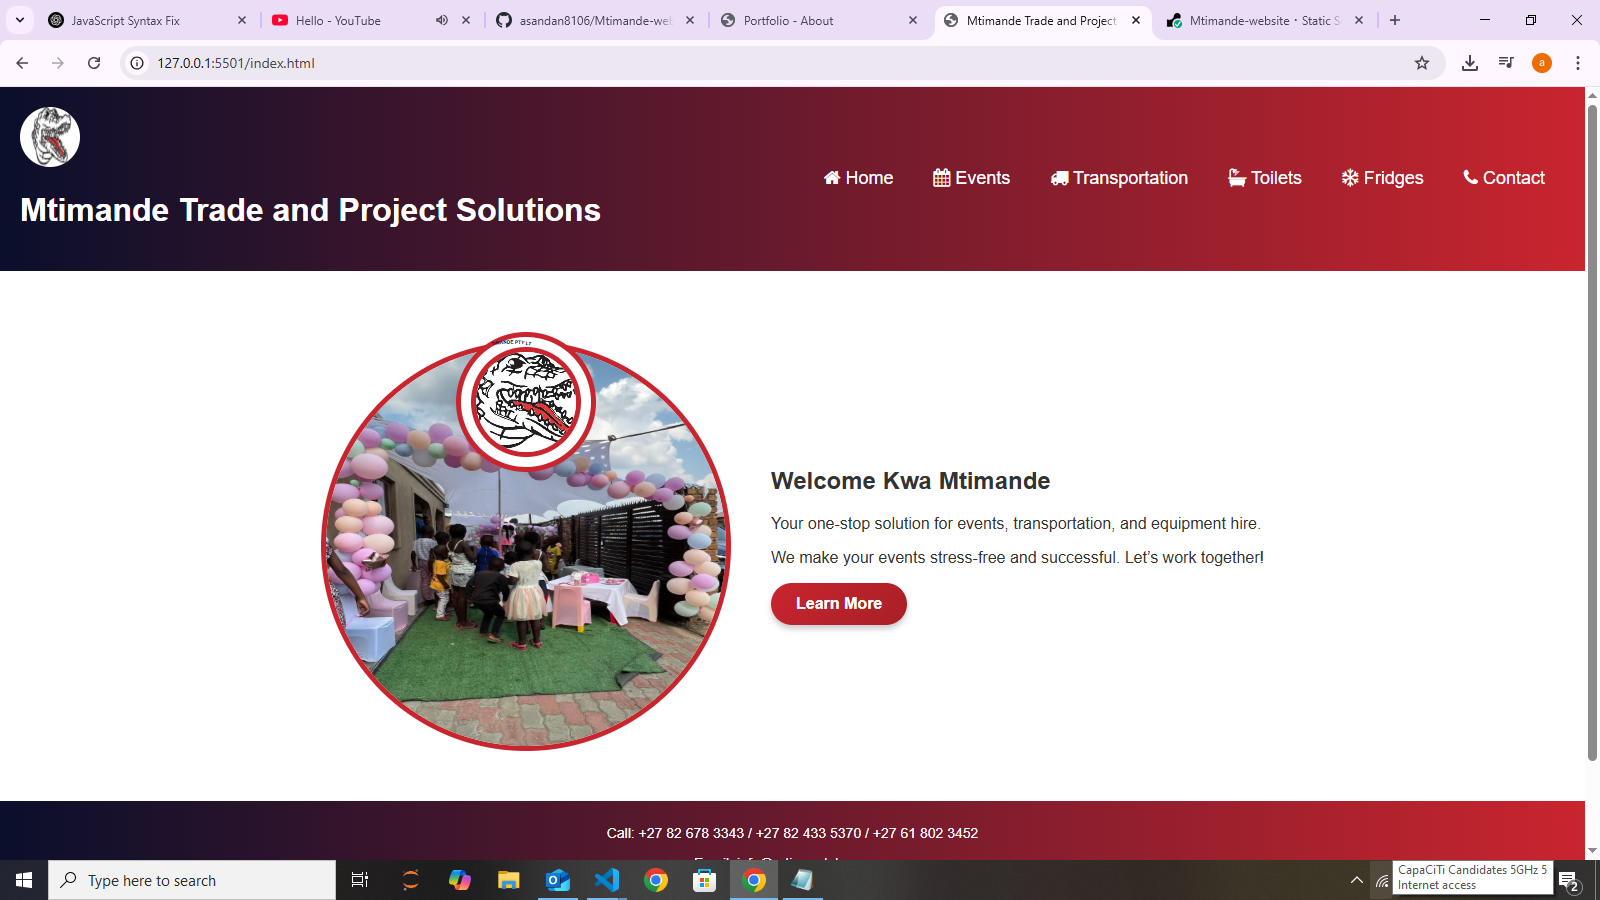 JavaScript Syntax Fix
Hello - YouTube
asandan8106/Mtimande-web
Portfolio - About
Mtimande Trade and Project
Mtimande-website · Static S
127.0.0.1:5501/index.html
a
Home
Events
Transportation
Toilets
Fridges
Contact
Mtimande Trade and Project Solutions
Welcome Kwa Mtimande
Your one-stop solution for events, transportation, and equipment hire.
We make your events stress-free and successful. Let’s work together!
Learn More
Call: +27 82 678 3343 / +27 82 433 5370 / +27 61 802 3452
Type here to search
CapaCiTi Candidates 5GHz 5
Internet access
2